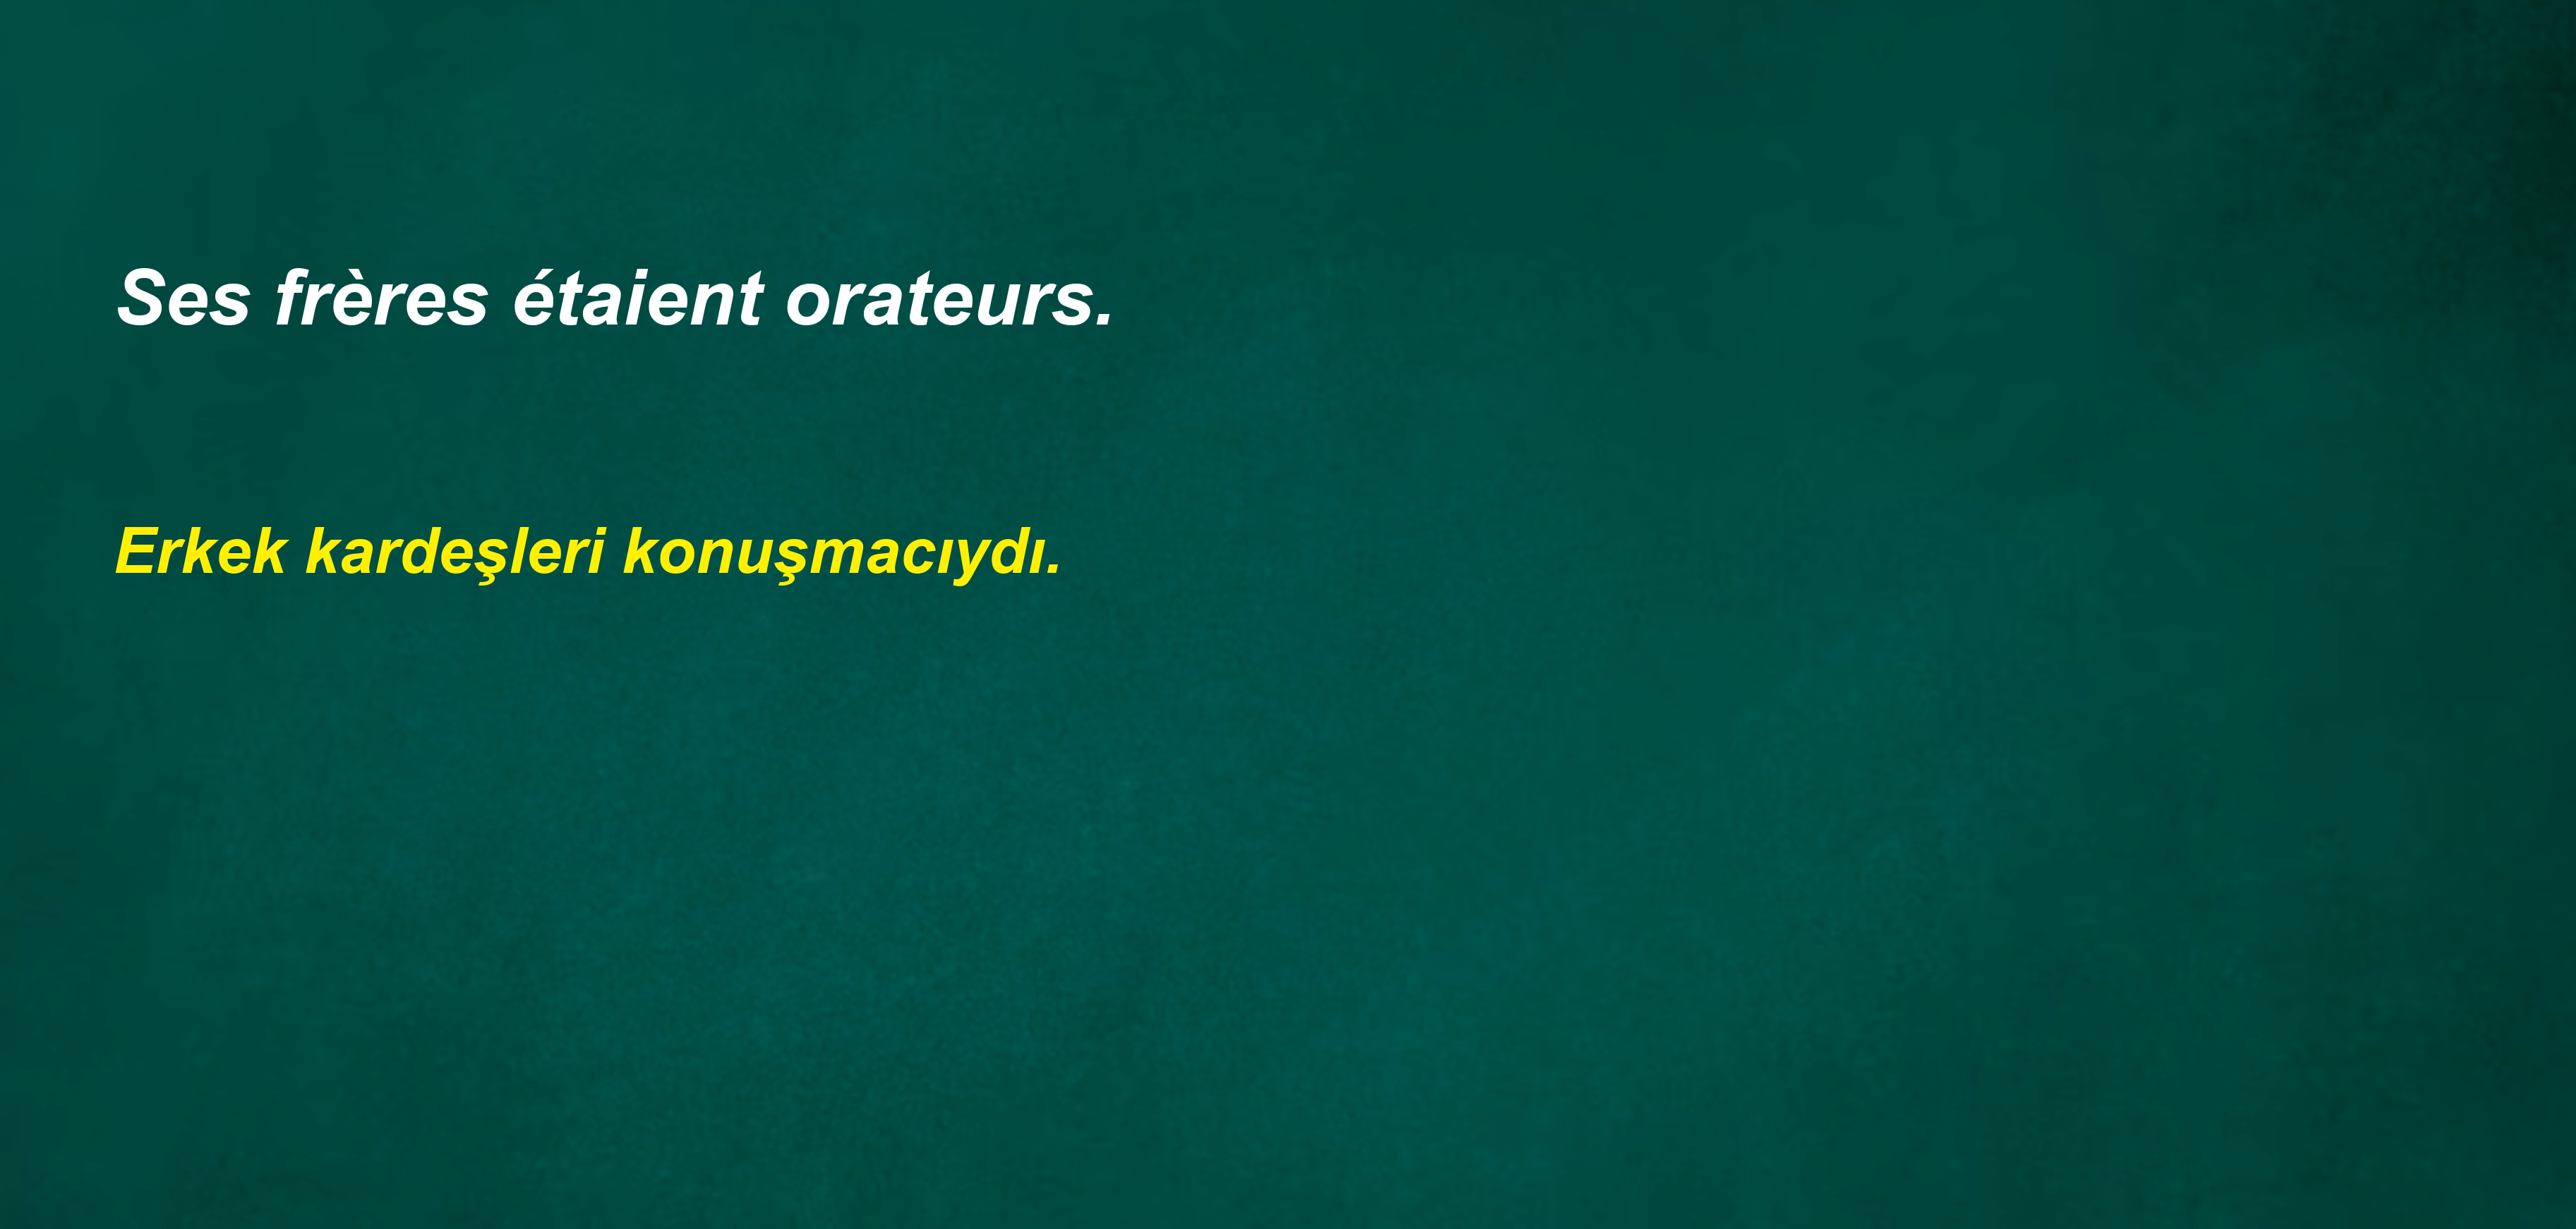 Ses frères étaient orateurs.
Erkek kardeşleri konuşmacıydı.